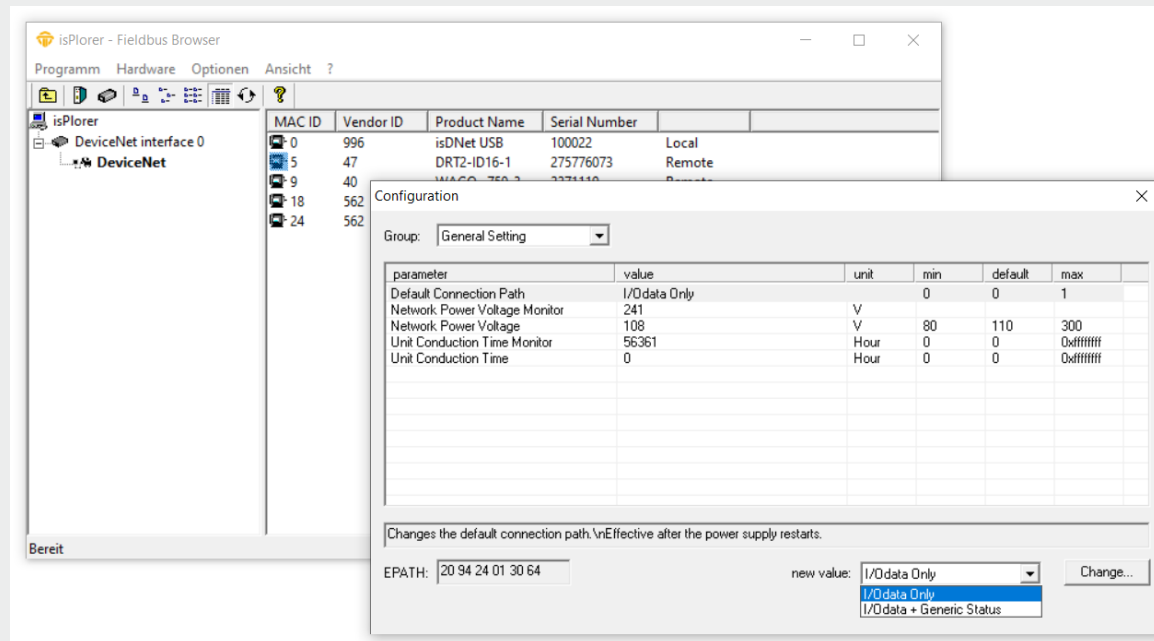 isPlorer - Fieldbus Browser
Programm Hardware Optionen Ansicht ?
isPlorer
DeviceNet interface 0
DeviceNet
MAC ID Vendor ID Product Name Serial Number
0 996 isDNet USB 100022 Local
5 47 DRT2-ID16-1 275776073 Remote
9 40
18 562
24 562
Bereit
Configuration
Group: General Setting
parameter value unit min default max
Default Connection Path I/Odata Only 0 0 1
Network Power Voltage Monitor 241 V
Network Power Voltage 108 V 80 110 300
Unit Conduction Time Monitor 56361 Hour 0 0 0xffffffff
Unit Conduction Time 0 Hour 0 0 0xffffffff
Changes the default connection path.\nEffective after the power supply restarts.
EPATH: 20 94 24 01 30 64
new value: I/Odata Only Change...
I/Odata Only
I/Odata + Generic Status